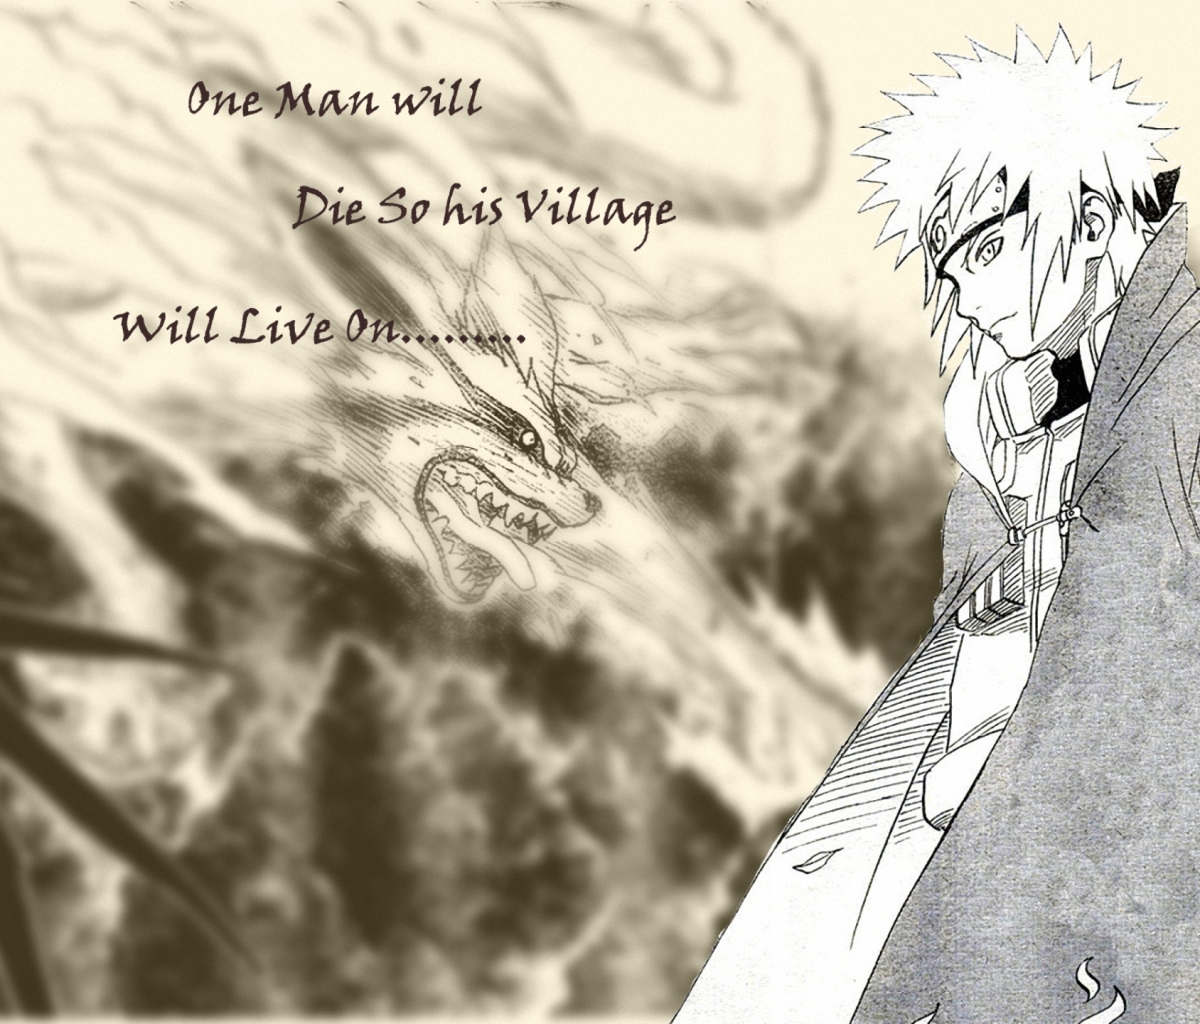 One Man will
Die So his Village
Will Live On.........